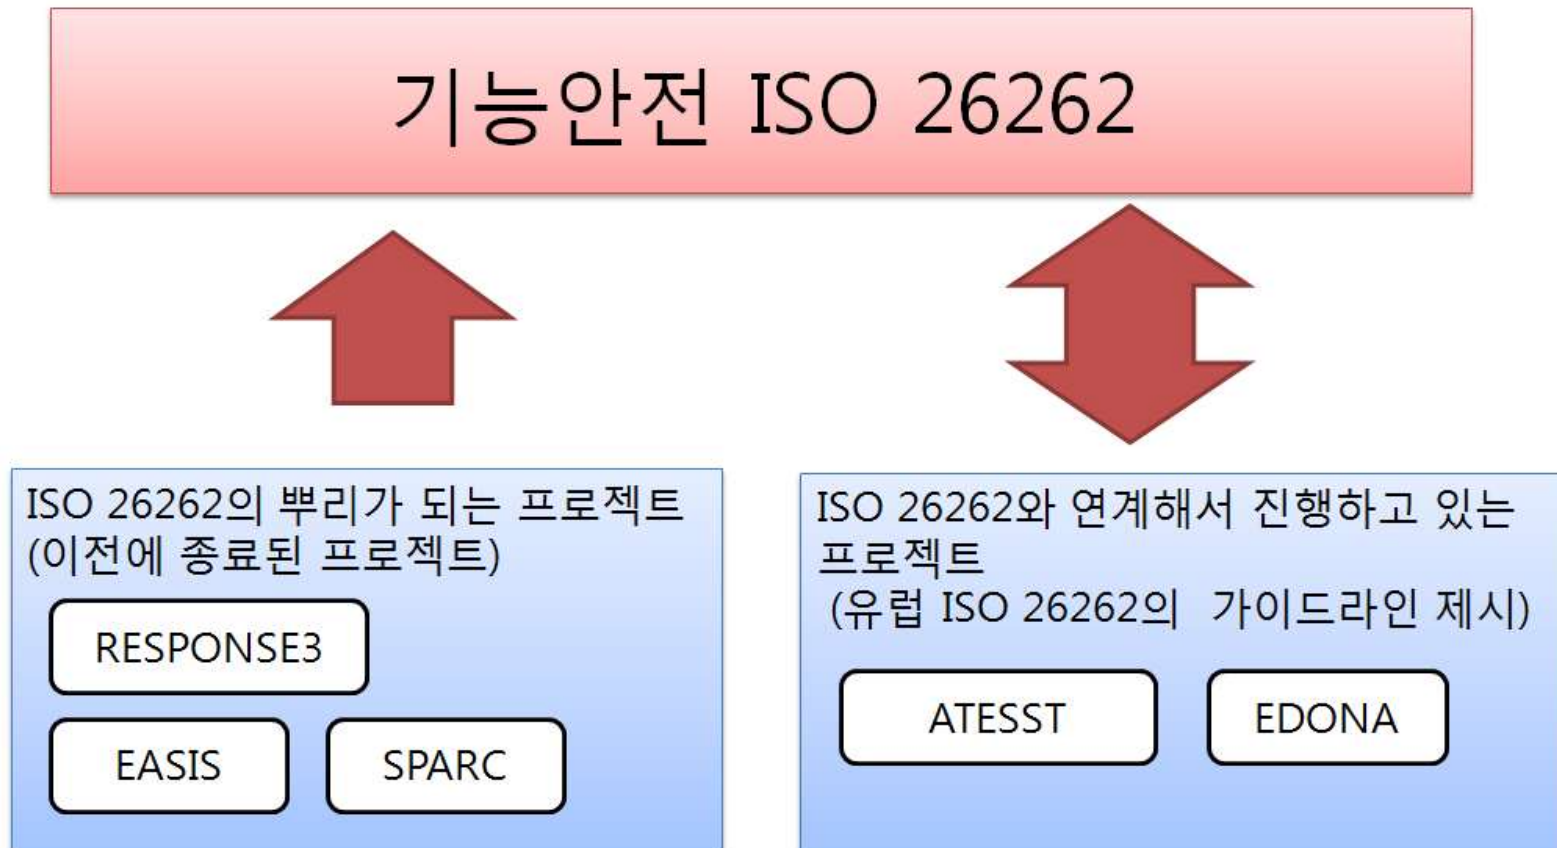 기능안전 ISO 26262
ISO 26262의 뿌리가 되는 프로젝트
(이전에 종료된 프로젝트)
RESPONSE3
EASIS
SPARC
ISO 26262와 연계해서 진행하고 있는
프로젝트
(유럽 ISO 26262의 가이드라인 제시)
ATESST
EDONA